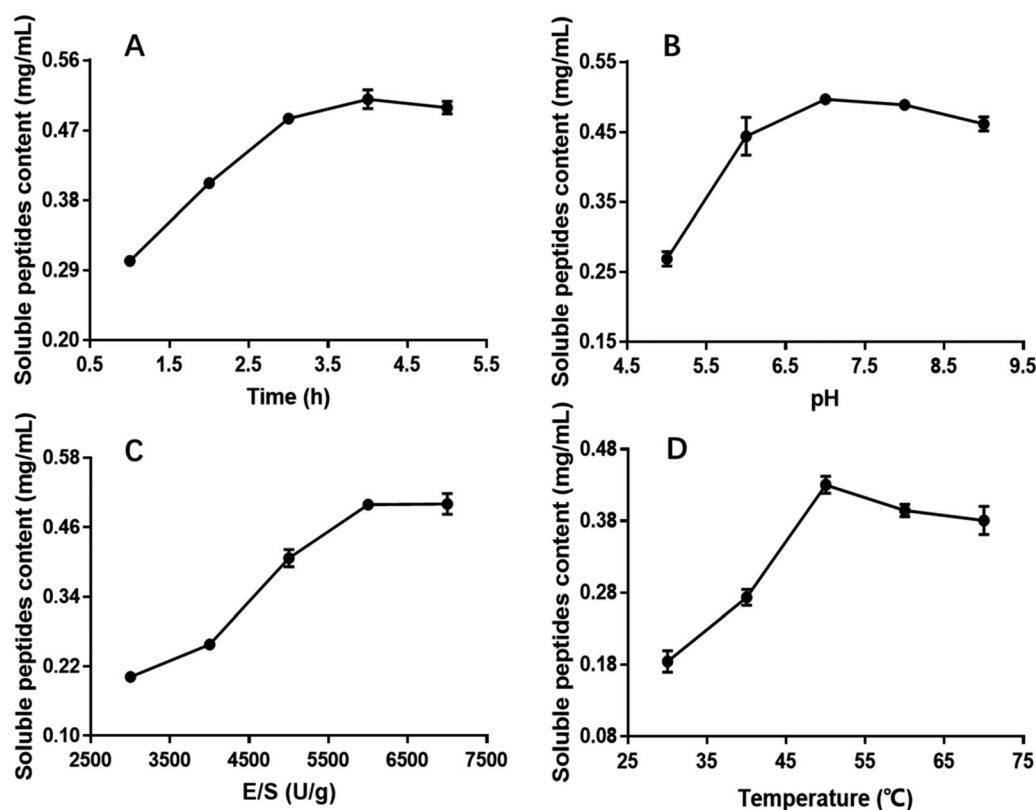 A
Soluble peptides content (mg/mL)
0.56
0.47
0.38
0.29
0.20
0.5 1.5 2.5 3.5 4.5 5.5
Time (h)
B
Soluble peptides content (mg/mL)
0.55
0.45
0.35
0.25
0.15
4.5 5.5 6.5 7.5 8.5 9.5
pH
C
Soluble peptides content (mg/mL)
0.58
0.46
0.34
0.22
0.10
2500 3500 4500 5500 6500 7500
E/S (U/g)
D
Soluble peptides content (mg/mL)
0.48
0.38
0.28
0.18
0.08
25 35 45 55 65 75
Temperature (℃)